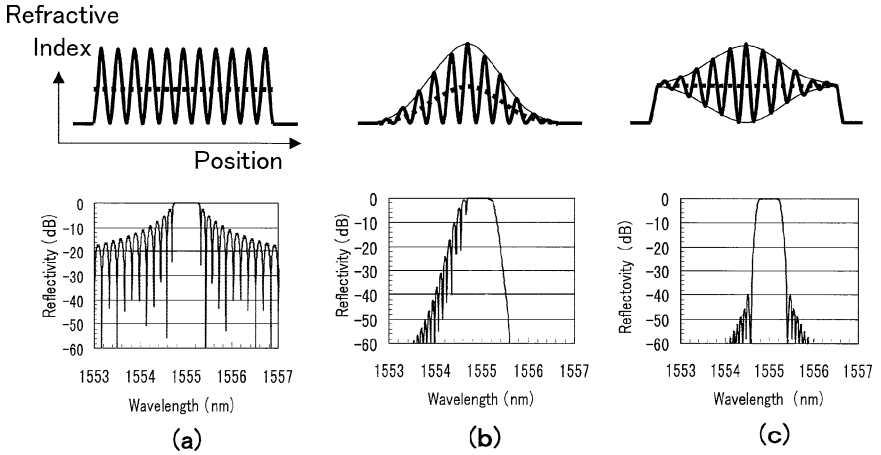 Refractive
Index
Position
Reflectivity (dB)
0
-10
-20
-30
-40
-50
-60
1553 1554 1555 1556 1557
Wavelength (nm)
(a)
Reflectivity (dB)
0
-10
-20
-30
-40
-50
-60
1553 1554 1555 1556 1557
Wavelength (nm)
(b)
Reflectovity (dB)
0
-10
-20
-30
-40
-50
-60
1553 1554 1555 1556 1557
Wavelength (nm)
(c)